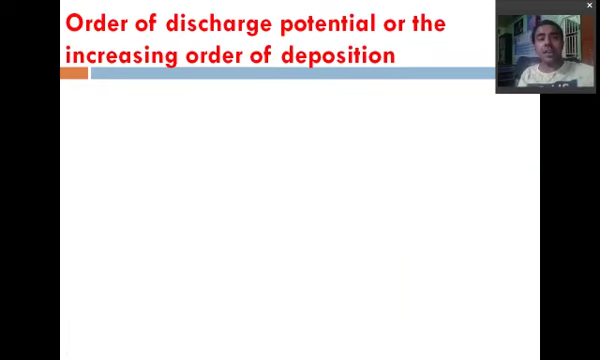 Order of discharge potential or the
increasing order of deposition